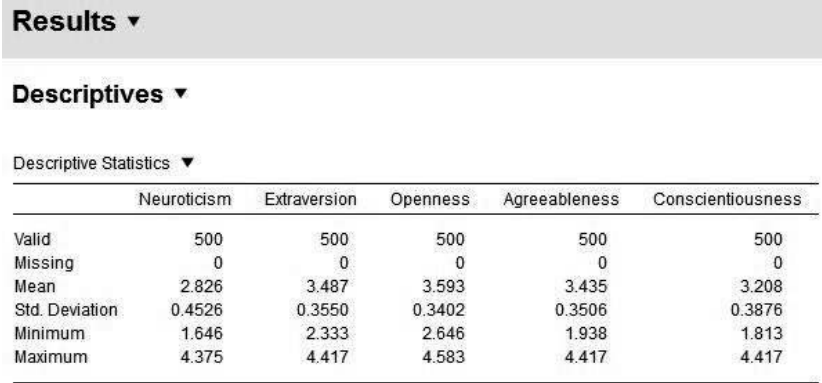 Results ▼
Descriptives ▼
Descriptive Statistics ▼
Neuroticism Extraversion Openness Agreeableness Conscientiousness
Valid 500 500 500 500 500
Missing 0 0 0 0 0
Mean 2.826 3.487 3.593 3.435 3.208
Std. Deviation 0.4526 0.3550 0.3402 0.3506 0.3876
Minimum 1.646 2.333 2.646 1.938 1.813
Maximum 4.375 4.417 4.583 4.417 4.417